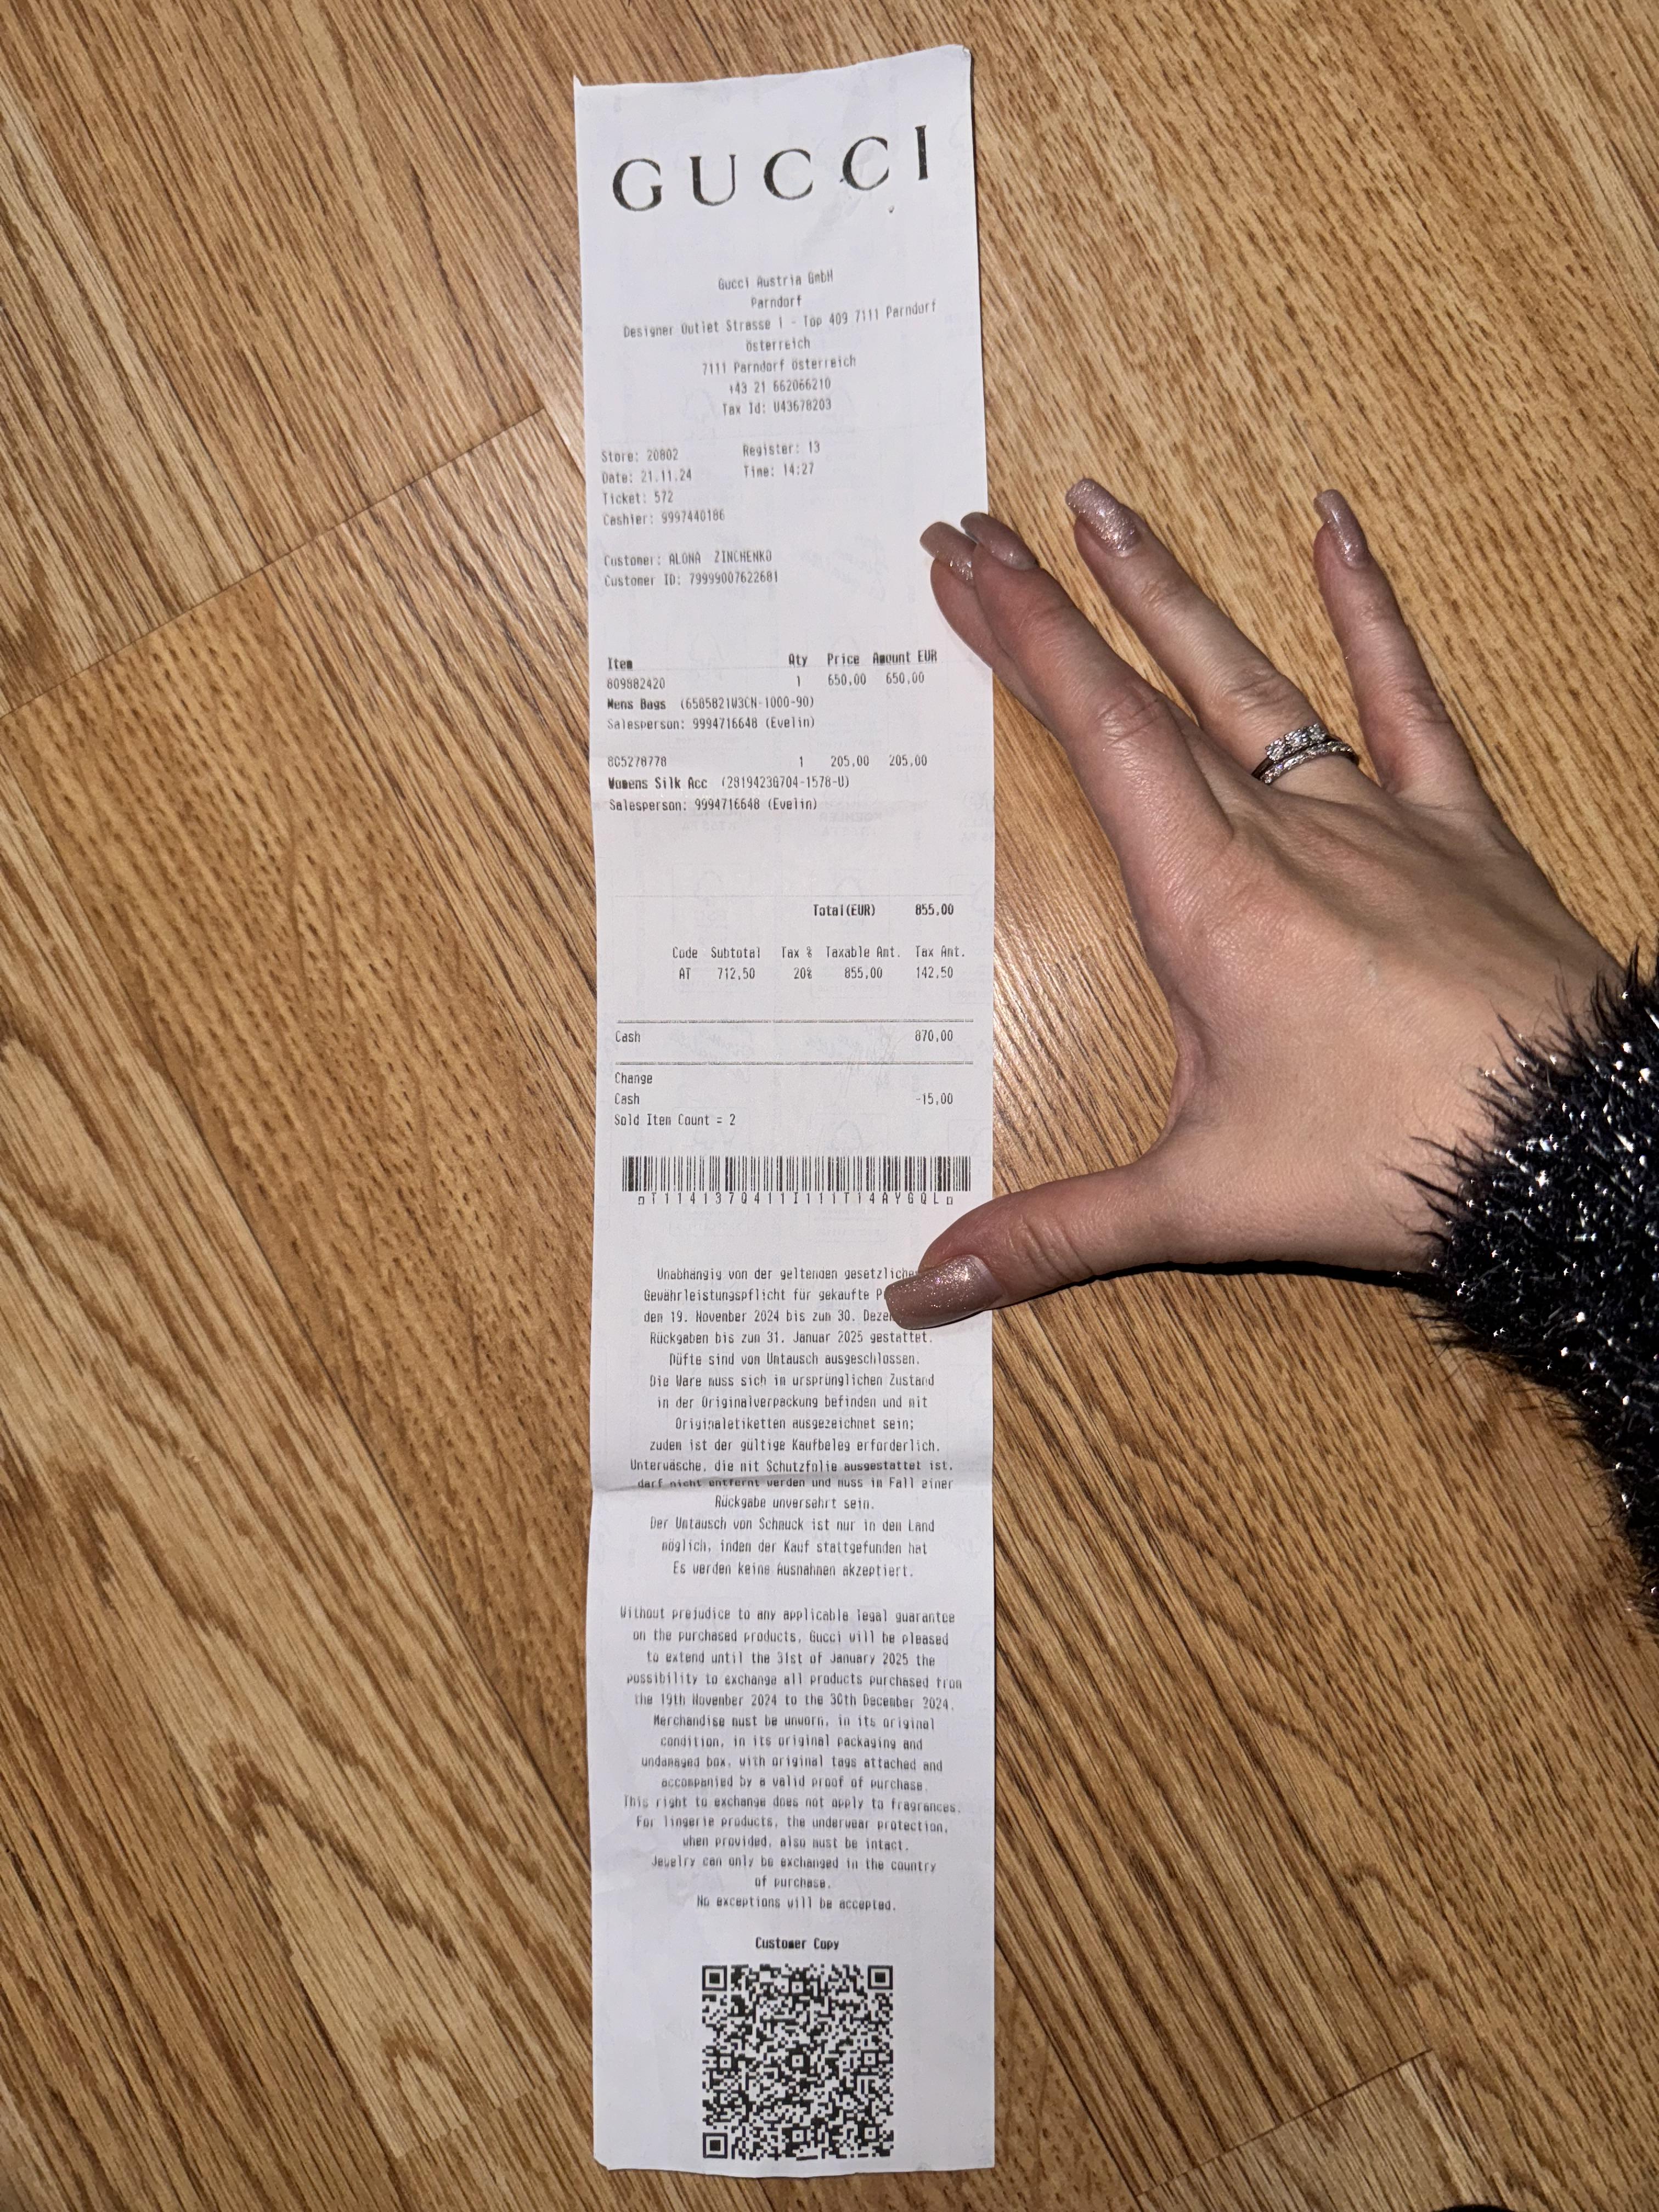 GUCCI
Gucci Austria GmbH
Parndorf
Designer Outlet Strasse 1 - Top 409 7111 Parndorf
Österreich
7111 Parndorf Österreich
+43 21 662066210
Tax Id: U43678203
Store: 20802 Register: 13
Date: 21.11.24 Time: 14:27
Ticket: 572
Cashier: 9997440186
Customer: ALONA ZINCHENKO
Customer ID: 79999007622681
Item Qty Price Amount EUR
809882420 1 650,00 650,00
Mens Bags (6585821W3CN-1000-90)
Salesperson: 9994716648 (Evelin)
805278778 1 205,00 205,00
Womens Silk Acc (2819423G704-1578-U)
Salesperson: 9994716648 (Evelin)
Total(EUR) 855,00
Code Subtotal Tax % Taxable Amt. Tax Amt.
AT 712,50 20% 855,00 142,50
Cash 870,00
Change
Cash -15,00
Sold Item Count = 2
T114137Q411I111T14AYGQL
Unabhängig von der geltenden
Gewährleistungspflicht für gekaufte
den 19. November 2024 bis zum 30.
Rückgaben bis zum 31. Januar 2025 gestattet.
Düfte sind vom Umtausch ausgeschlossen.
Die Ware muss sich im ursprünglichen Zustand
in der Originalverpackung befinden und mit
Originaletiketten ausgezeichnet sein;
zudem ist der gültige Kaufbeleg erforderlich.
Unterwäsche, die mit Schutzfolie ausgestattet ist,
darf nicht entfernt werden und muss im Fall einer
Rückgabe unversehrt sein.
Der Umtausch von Schmuck ist nur in dem Land
möglich, indem der Kauf stattgefunden hat
Es werden keine Ausnahmen akzeptiert.
Without prejudice to any applicable legal guarantee
on the purchased products, Gucci will be pleased
to extend until the 31st of January 2025 the
possibility to exchange all products purchased from
the 19th November 2024 to the 30th December 2024.
Merchandise must be unworn, in its original
condition, in its original packaging and
undamaged box, with original tags attached and
accompanied by a valid proof of purchase.
This right to exchange does not apply to fragrances.
For lingerie products, the underwear protection,
when provided, also must be intact.
Jewelry can only be exchanged in the country
of purchase.
No exceptions will be accepted.
Customer Copy